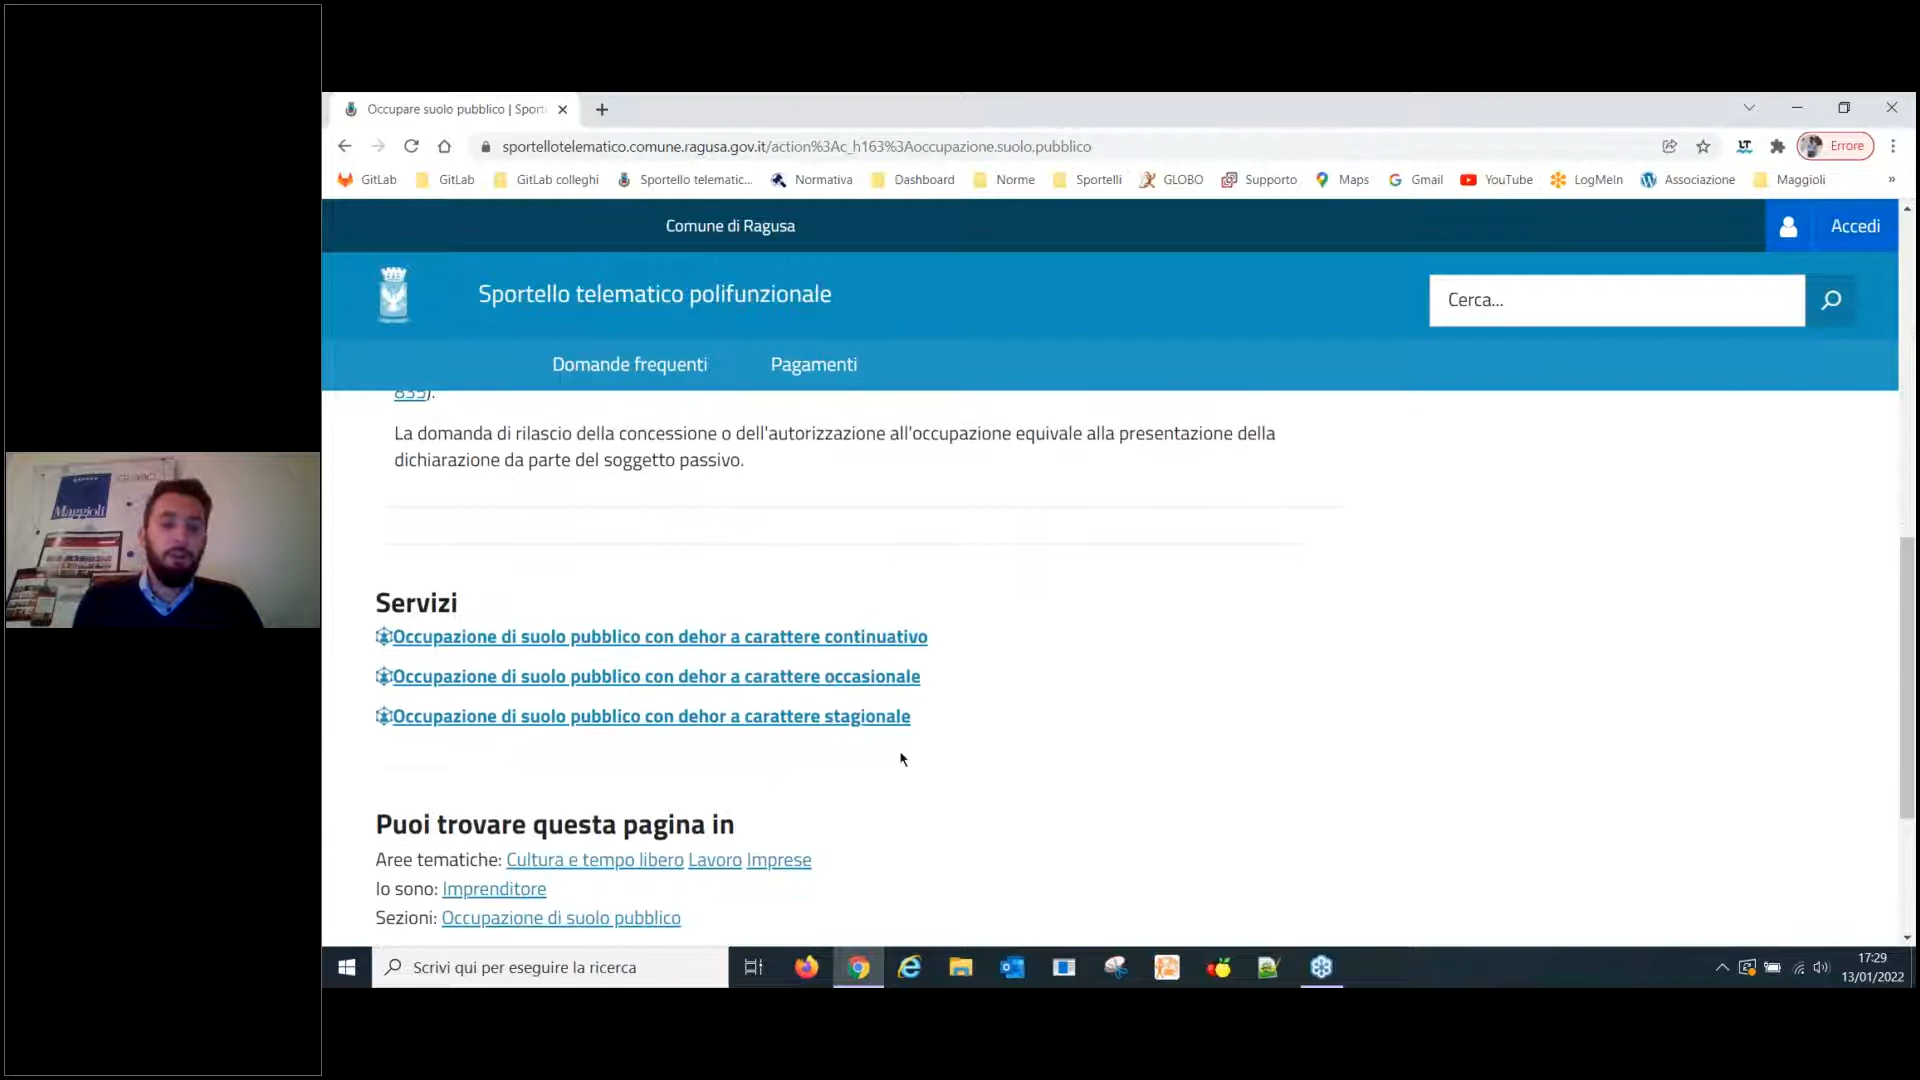 Occupare suolo pubblico | Sport
sportellotelematico.comune.ragusa.gov.it/action%3Ac_h163%3Aoccupazione.suolo.pubblico
Errore
GitLab GitLab GitLab colleghi Sportello telematic... Normativa Dashboard Norme Sportelli GLOBO Supporto Maps Gmail YouTube LogMeIn Associazione Maggioli »
Comune di Ragusa
Accedi
Sportello telematico polifunzionale
Cerca...
Domande frequenti Pagamenti
835).
La domanda di rilascio della concessione o dell'autorizzazione all'occupazione equivale alla presentazione della
dichiarazione da parte del soggetto passivo.
Maggioli
Servizi
Occupazione di suolo pubblico con dehor a carattere continuativo
Occupazione di suolo pubblico con dehor a carattere occasionale
Occupazione di suolo pubblico con dehor a carattere stagionale
Puoi trovare questa pagina in
Aree tematiche: Cultura e tempo libero Lavoro Imprese
Io sono: Imprenditore
Sezioni: Occupazione di suolo pubblico
Scrivi qui per eseguire la ricerca
17:29
13/01/2022